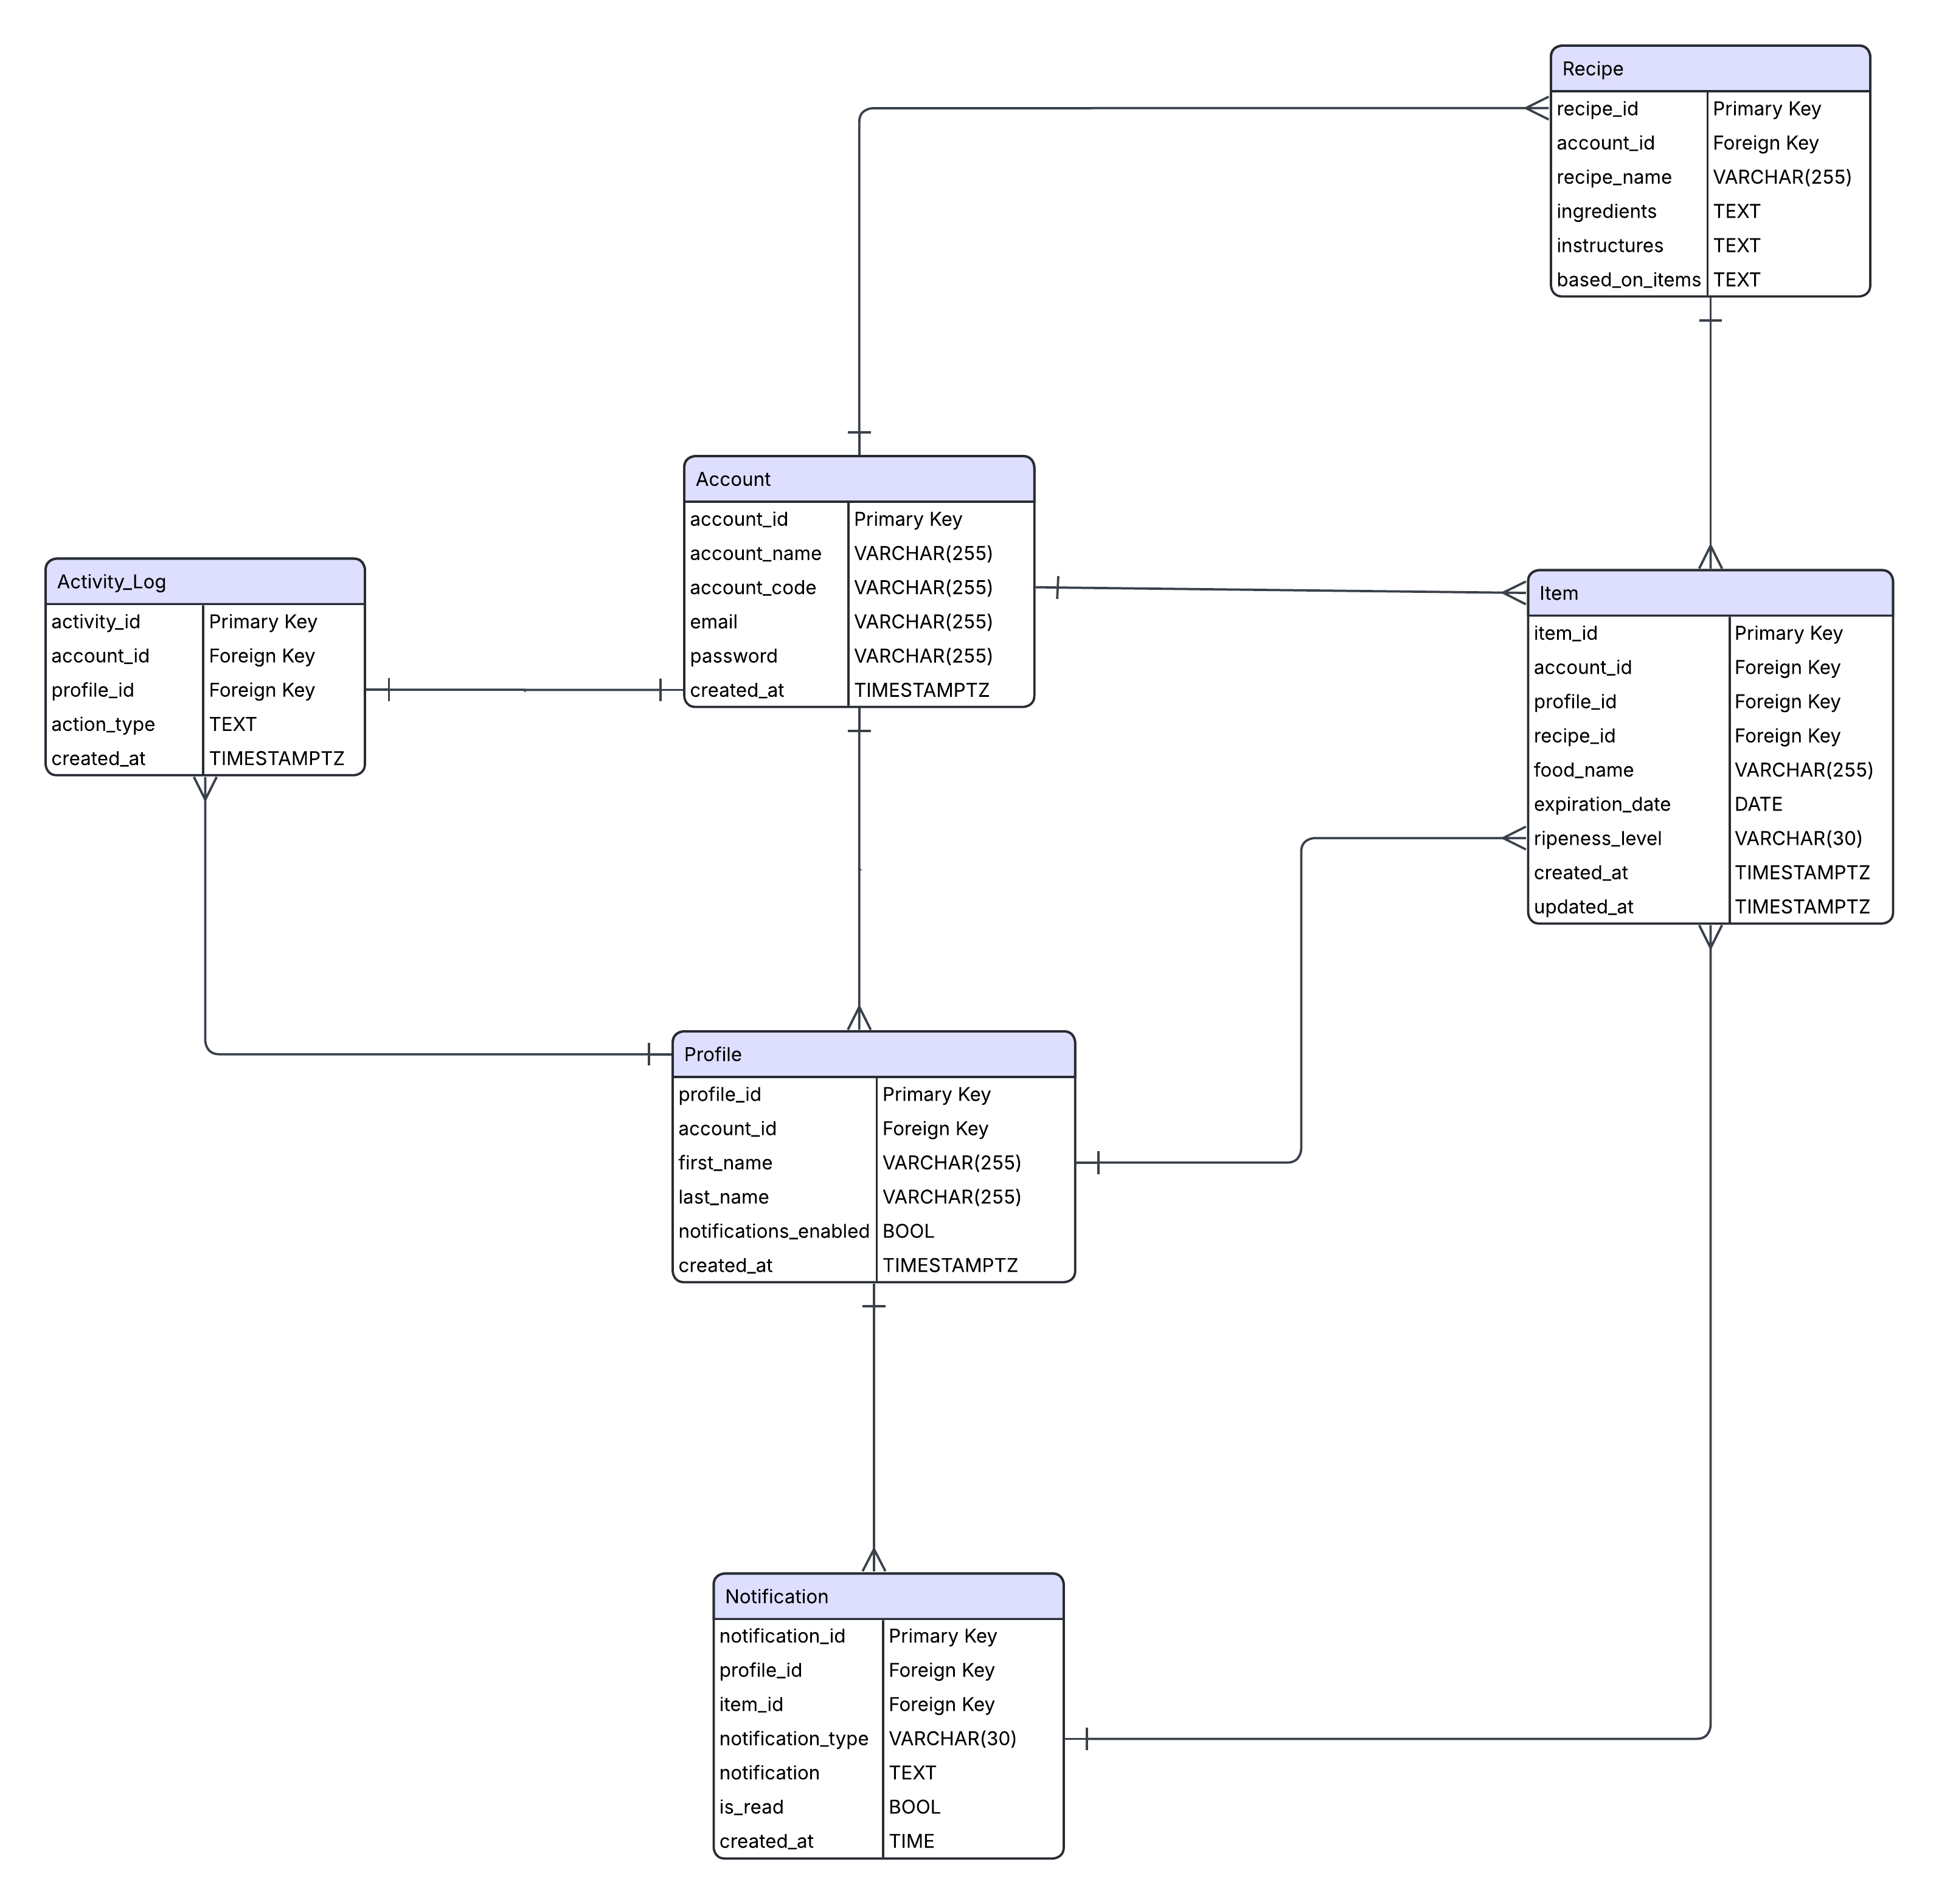 Recipe
recipe_id Primary Key
account_id Foreign Key
recipe_name VARCHAR(255)
ingredients TEXT
instructures TEXT
based_on_items TEXT
Account
account_id Primary Key
account_name VARCHAR(255)
account_code VARCHAR(255)
email VARCHAR(255)
password VARCHAR(255)
created_at TIMESTAMPTZ
Activity_Log
activity_id Primary Key
account_id Foreign Key
profile_id Foreign Key
action_type TEXT
created_at TIMESTAMPTZ
Item
item_id Primary Key
account_id Foreign Key
profile_id Foreign Key
recipe_id Foreign Key
food_name VARCHAR(255)
expiration_date DATE
ripeness_level VARCHAR(30)
created_at TIMESTAMPTZ
updated_at TIMESTAMPTZ
Profile
profile_id Primary Key
account_id Foreign Key
first_name VARCHAR(255)
last_name VARCHAR(255)
notifications_enabled BOOL
created_at TIMESTAMPTZ
Notification
notification_id Primary Key
profile_id Foreign Key
item_id Foreign Key
notification_type VARCHAR(30)
notification TEXT
is_read BOOL
created_at TIME